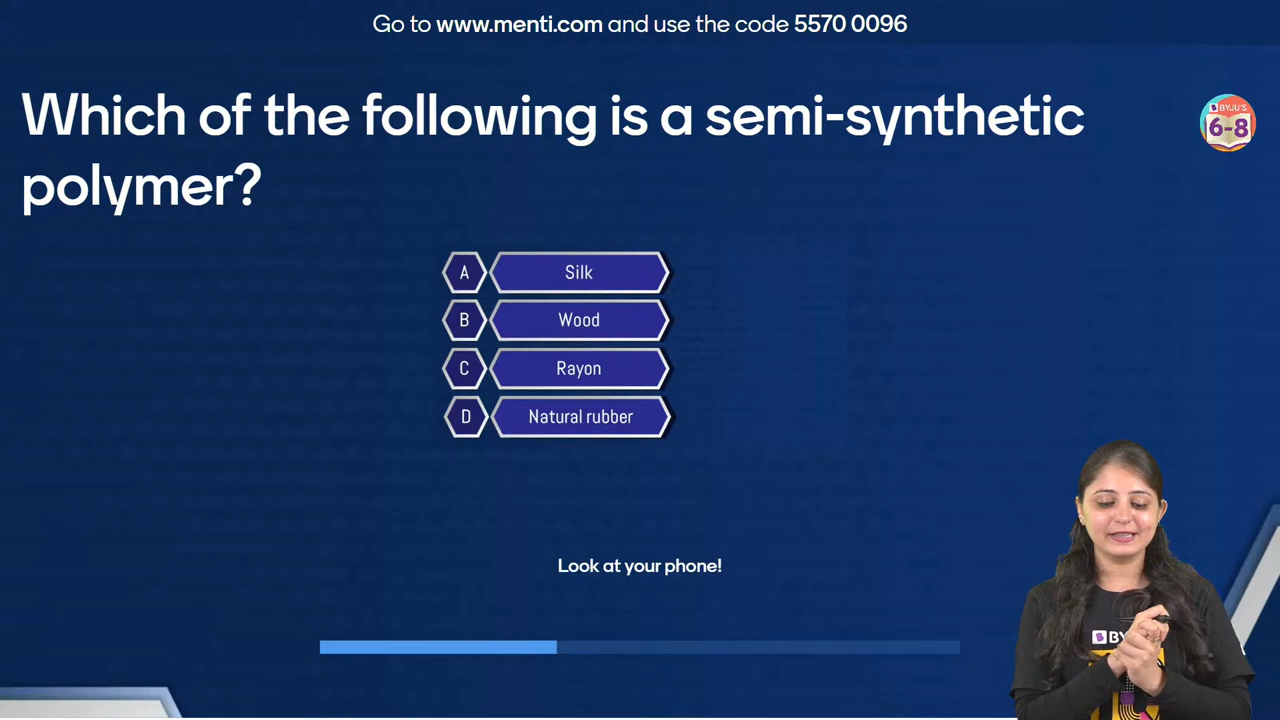 Go to www.menti.com and use the code 5570 0096
Which of the following is a semi-synthetic
polymer?
BYJU'S
6-8
A Silk
B Wood
C Rayon
D Natural rubber
Look at your phone!
BY